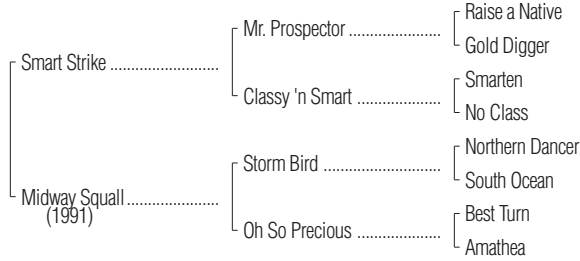 Raise a Native
Mr. Prospector ....................
Gold Digger
Smart Strike ........................
Smarten
Classy 'n Smart ..................
No Class
Northern Dancer
Storm Bird .........................
South Ocean
Midway Squall....................
(1991)
Best Turn
Oh So Precious ..................
Amathea